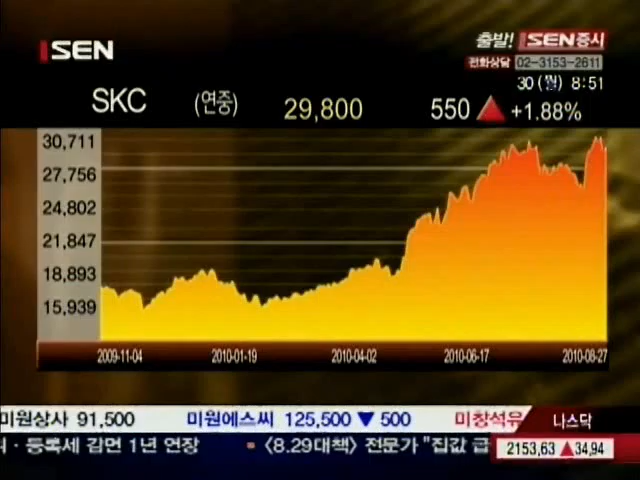 SEN
출발! SEN증시
전화상담 02-3153-2611
30 (월) 8:51
SKC (연중) 29,800 550 ▲ +1.88%
30,711
27,756
24,802
21,847
18,893
15,939
2009-11-04 2010-01-19 2010-04-02 2010-06-17 2010-08-27
미원상사 91,500 미원에스씨 125,500 ▼ 500 미창석유 나스닥
· 등록세 감면 1년 연장 ▪ 〈8.29대책〉 전문가 "집값 급 2153,63 ▲34,94